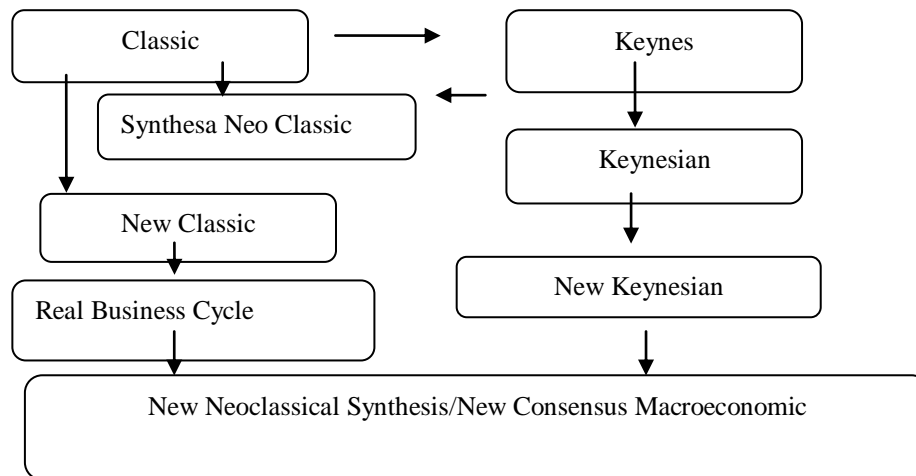 Classic
Keynes
Synthesa Neo Classic
Keynesian
New Classic
New Keynesian
Real Business Cycle
New Neoclassical Synthesis/New Consensus Macroeconomic